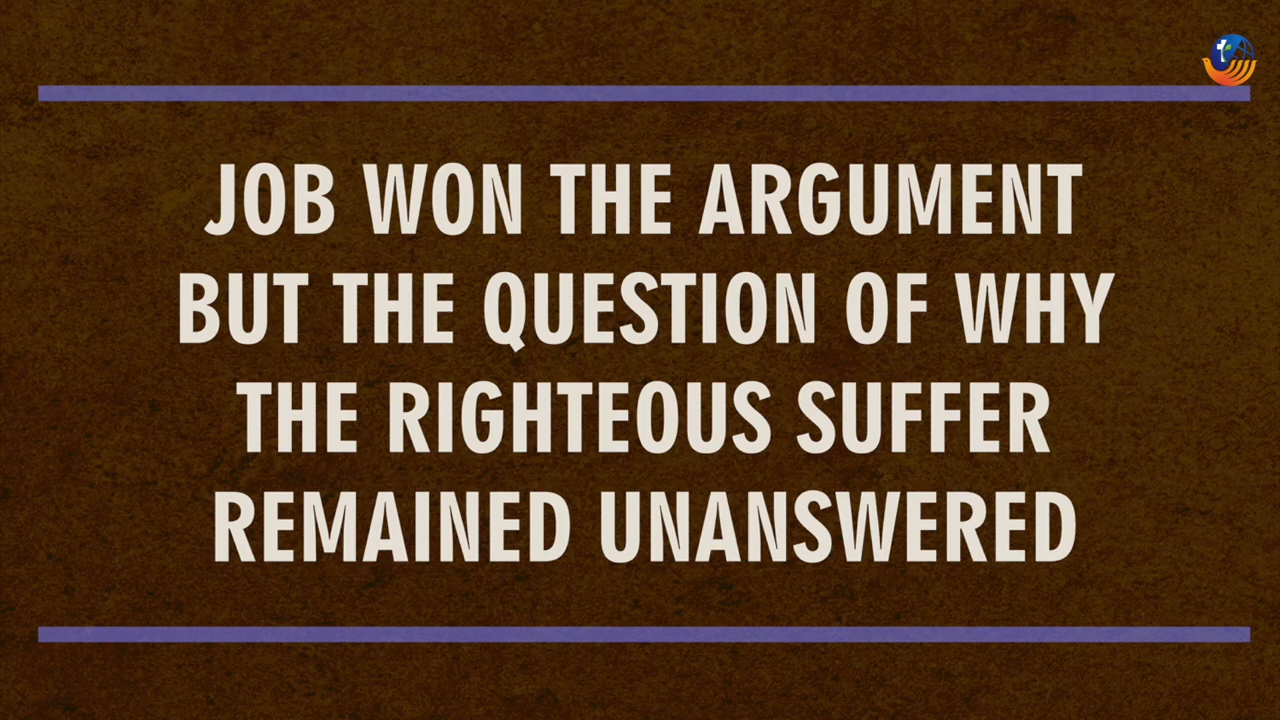 JOB WON THE ARGUMENT
BUT THE QUESTION OF WHY
THE RIGHTEOUS SUFFER
REMAINED UNANSWERED